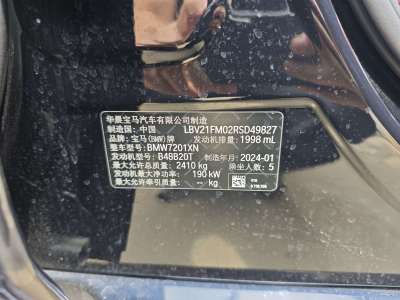 华晨宝马汽车有限公司制造
制造国: 中国 LBV21FM02RSD49827
品牌: 宝马(BMW)牌 发动机排量: 1998 mL
整车型号: BMW7201XN
发动机型号: B48B20T 制造年月: 2024-01
最大允许总质量: 2410 kg 乘坐人数: 5
发动机最大净功率: 190 kW
最大允许牵引质量: -- kg